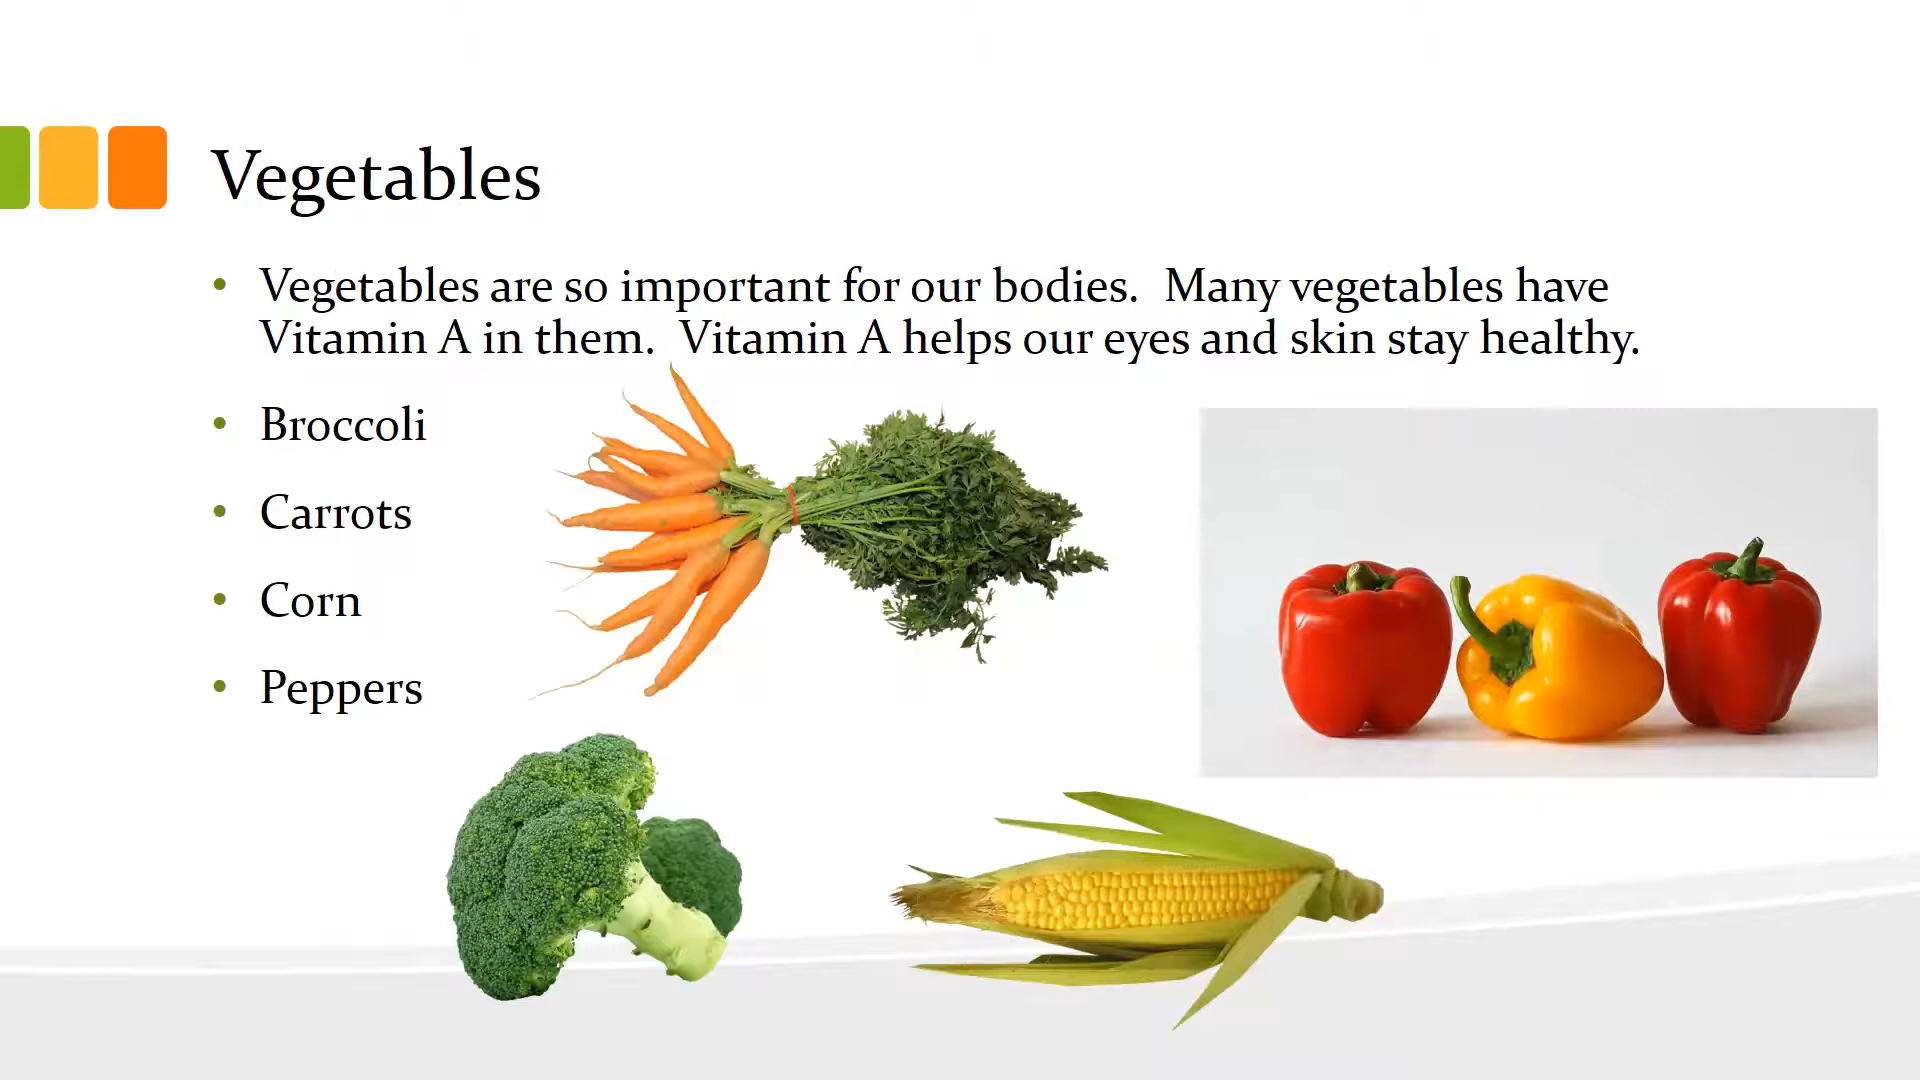 Vegetables
• Vegetables are so important for our bodies.  Many vegetables have
Vitamin A in them.  Vitamin A helps our eyes and skin stay healthy.
• Broccoli
• Carrots
• Corn
• Peppers